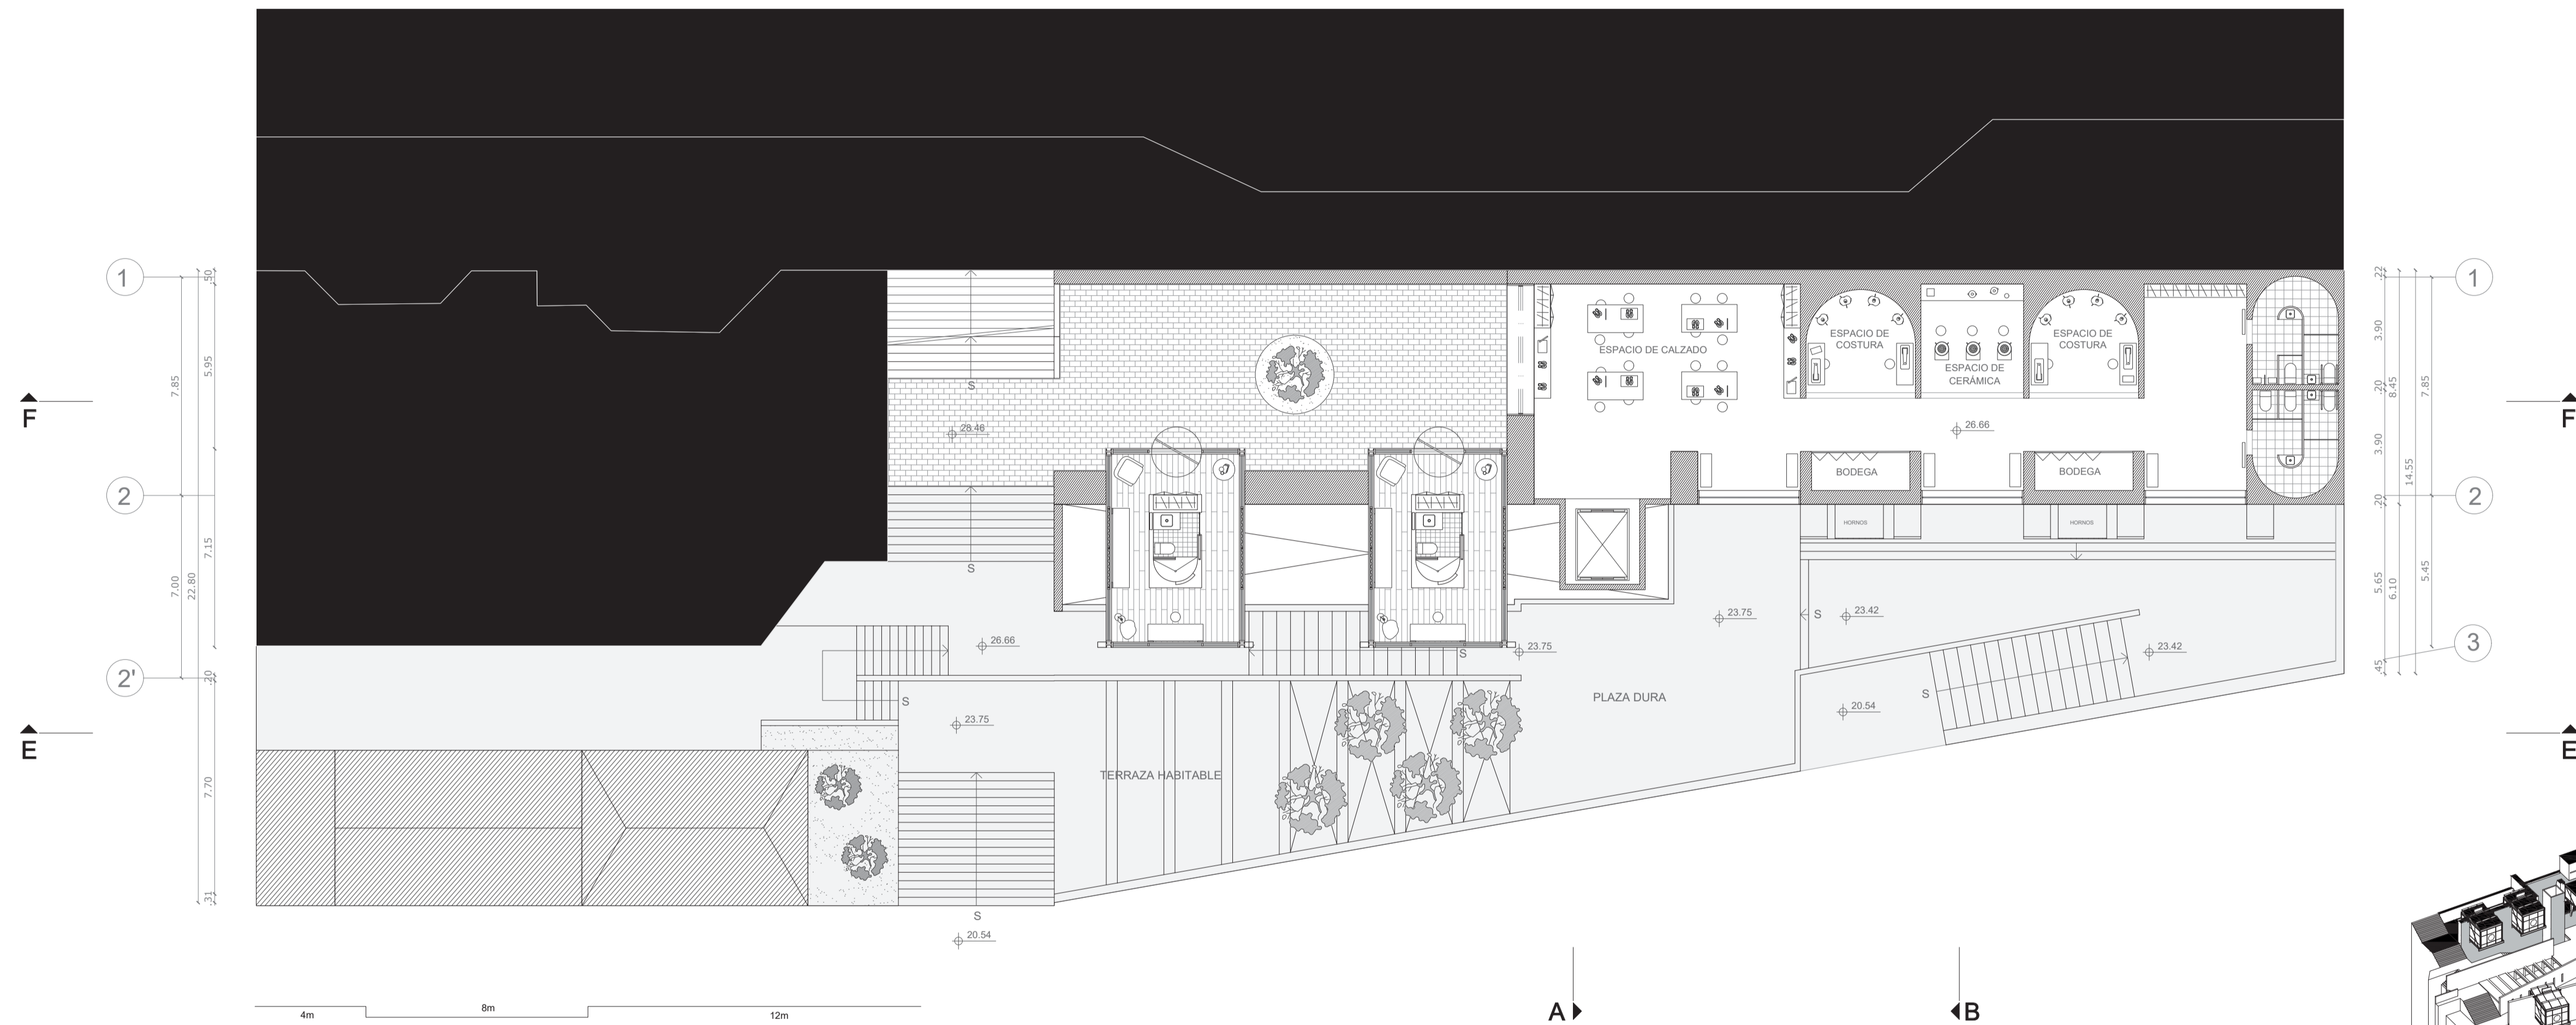 1
.50
.22
1
ESPACIO DE
COSTURA
ESPACIO DE
COSTURA
3.90
ESPACIO DE CALZADO
5.95
ESPACIO DE
CERÁMICA
7.85
.20
8.45
7.85
S
F
F
28.46
26.66
3.90
BODEGA
BODEGA
14.55
2
.20
2
HORNOS
HORNOS
7.15
S
5.45
7.00
22.80
5.65
6.10
23.75
S
23.42
26.66
23.75
S
23.42
3
.45
2'
.20
S
PLAZA DURA
S
23.75
20.54
E
E
TERRAZA HABITABLE
7.70
.31
S
20.54
4m
8m
12m
A
B